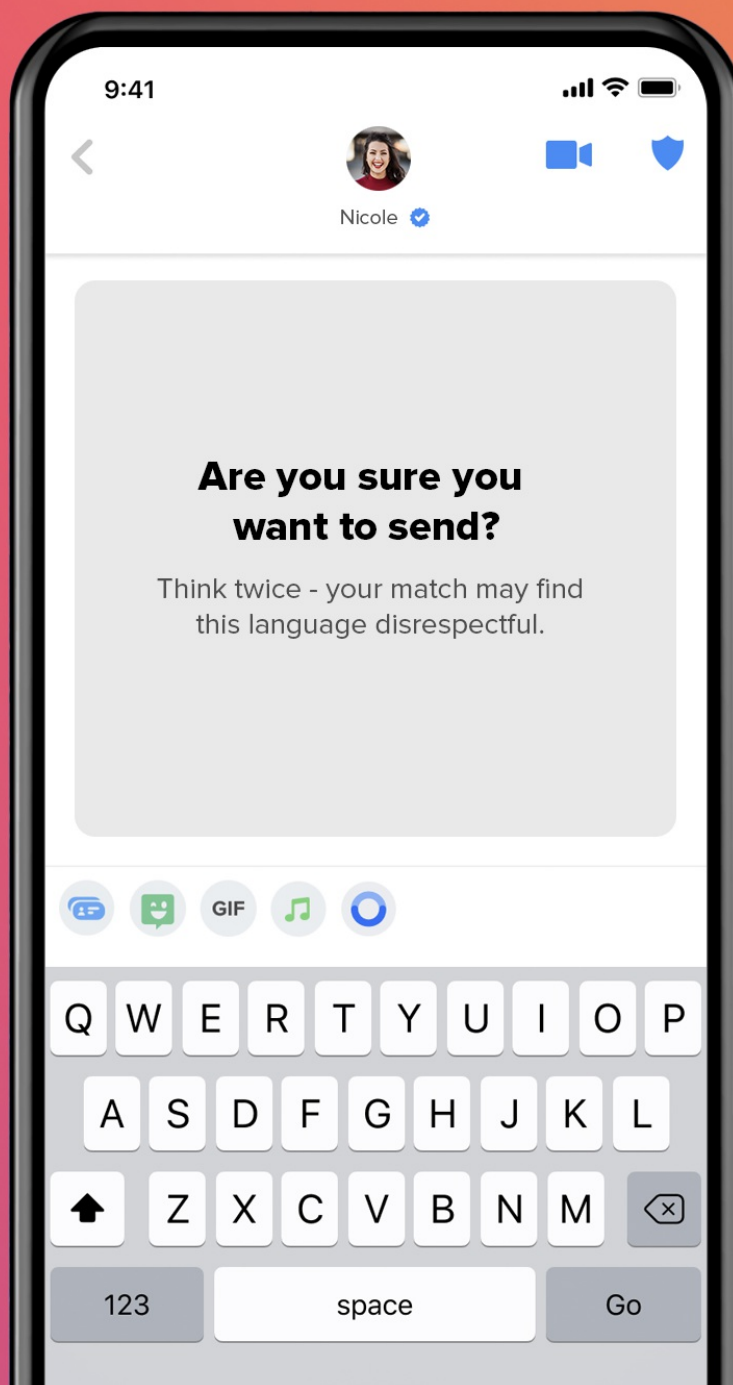 9:41
Nicole
Are you sure you
want to send?
Think twice - your match may find
this language disrespectful.
GIF
Q W E R T Y U I O P
A S D F G H J K L
Z X C V B N M
123 space Go